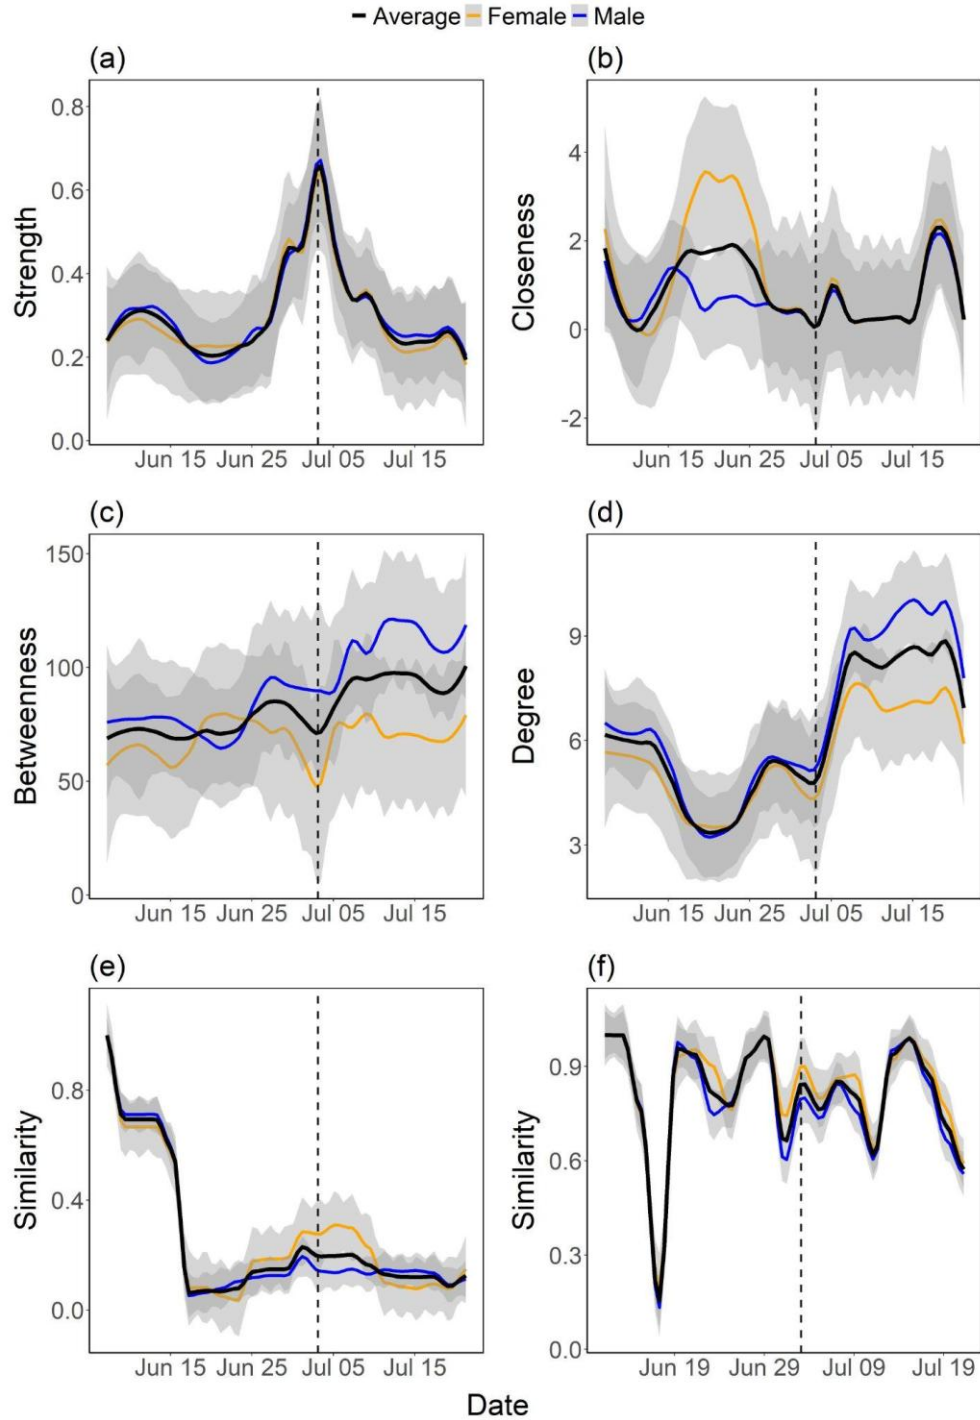 Average Female Male
(a)
Strength
0.8
0.6
0.4
0.2
0.0
Jun 15 Jun 25 Jul 05 Jul 15
(b)
Closeness
4
2
0
-2
Jun 15 Jun 25 Jul 05 Jul 15
(c)
Betweenness
150
100
50
0
Jun 15 Jun 25 Jul 05 Jul 15
(d)
Degree
9
6
3
Jun 15 Jun 25 Jul 05 Jul 15
(e)
Similarity
0.8
0.4
0.0
Jun 15 Jun 25 Jul 05 Jul 15
(f)
Similarity
0.9
0.6
0.3
0.0
Jun 19 Jun 29 Jul 09 Jul 19
Date